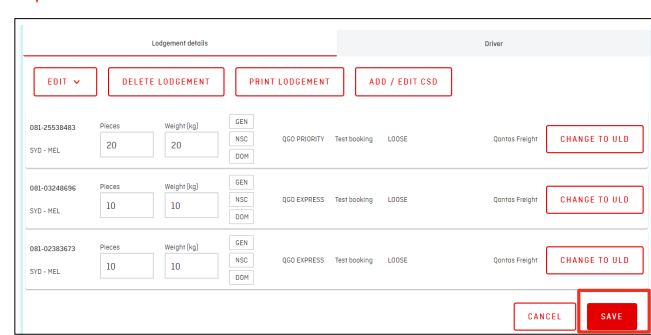 Lodgement details Driver
EDIT DELETE LODGEMENT PRINT LODGEMENT ADD / EDIT CSD
081-25538483 Pieces Weight (kg) GEN
20 20 NSC QGO PRIORITY Test booking LOOSE Qantas Freight CHANGE TO ULD
SYD - MEL DOM
081-03248696 Pieces Weight (kg) GEN
10 10 NSC QGO EXPRESS Test booking LOOSE Qantas Freight CHANGE TO ULD
SYD - MEL DOM
081-02383673 Pieces Weight (kg) GEN
10 10 NSC QGO EXPRESS Test booking LOOSE Qantas Freight CHANGE TO ULD
SYD - MEL DOM
CANCEL SAVE